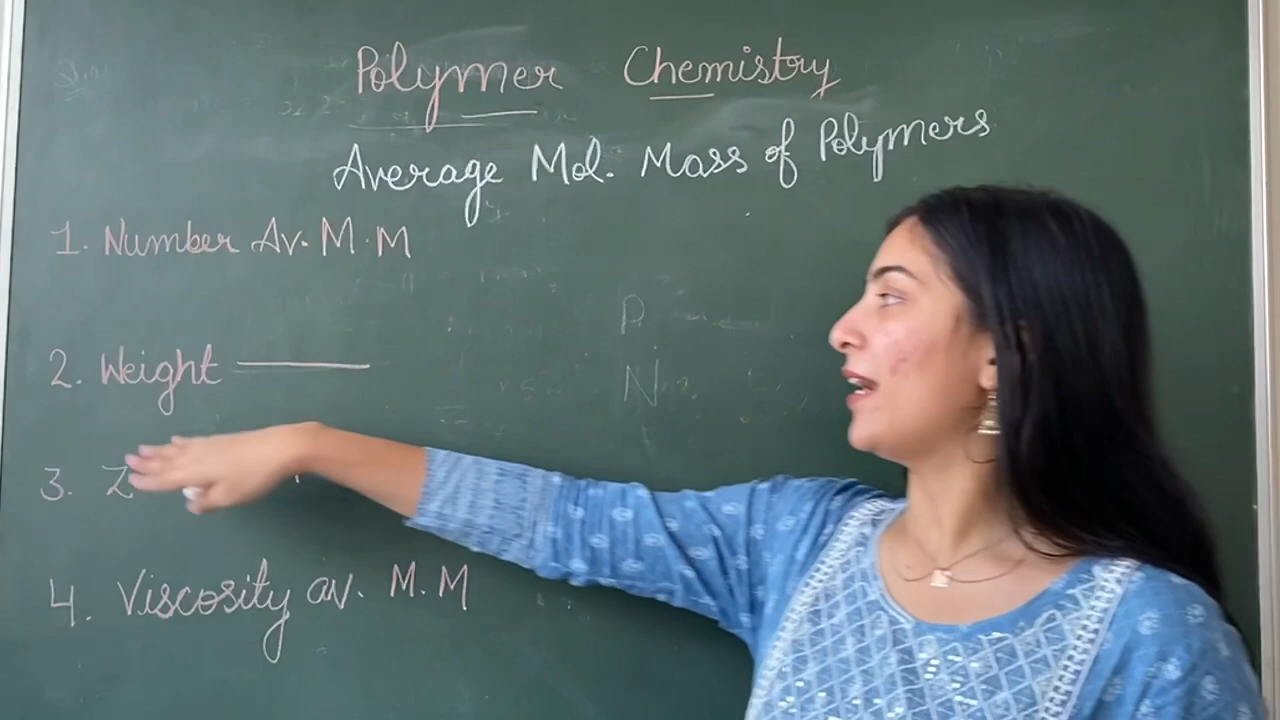 Polymer Chemistry
Average Mol. Mass of Polymers
1. Number Av. M.M
P
2. Weight
N
3. Z
4. Viscosity av. M.M